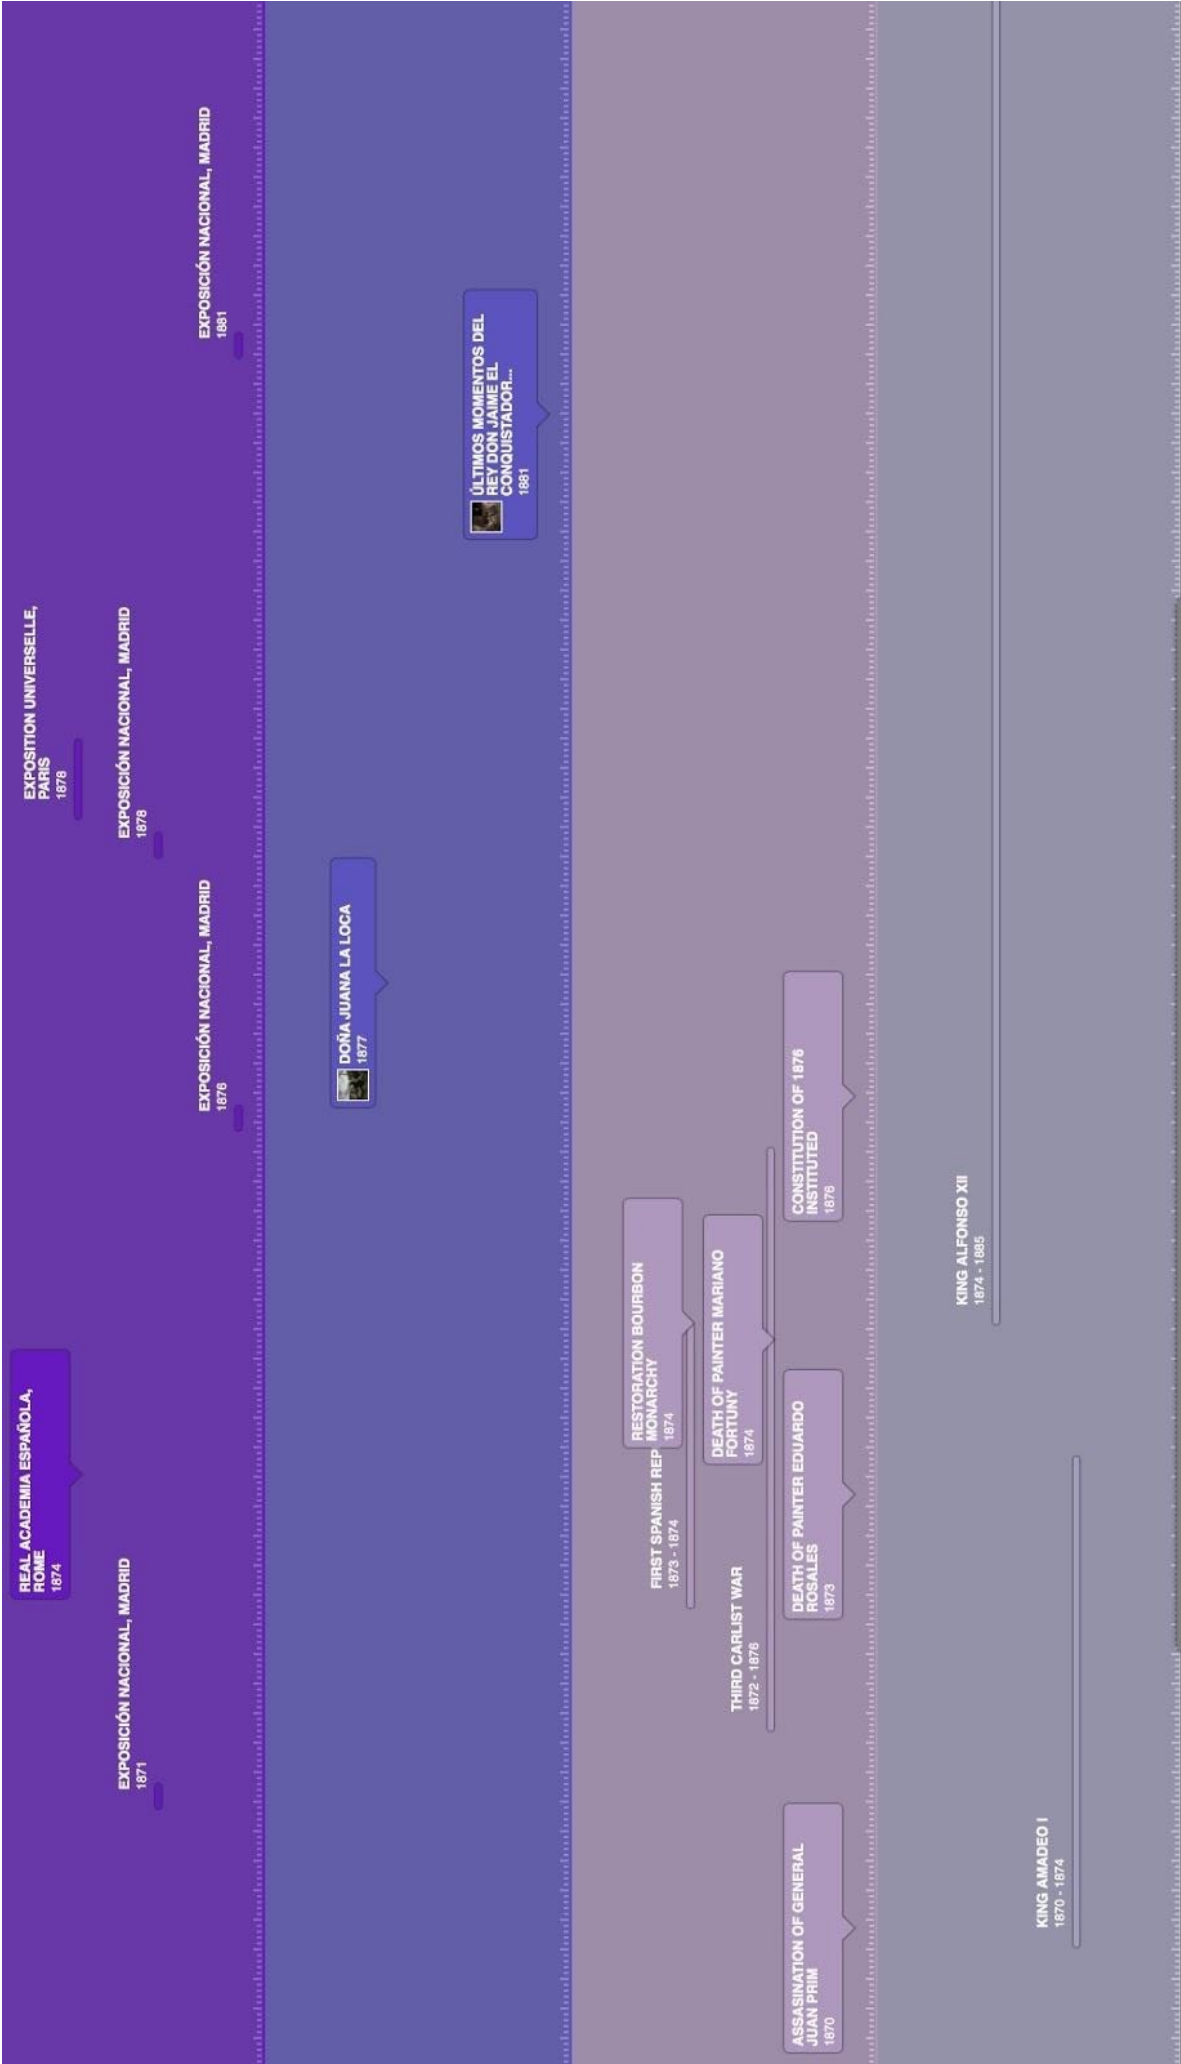 REAL ACADEMIA ESPAÑOLA,
ROME
1874
EXPOSITION UNIVERSELLE,
PARIS
1878
EXPOSICIÓN NACIONAL, MADRID
1871
EXPOSICIÓN NACIONAL, MADRID
1878
EXPOSICIÓN NACIONAL, MADRID
1876
EXPOSICIÓN NACIONAL, MADRID
1881
DOÑA JUANA LA LOCA
1877
ÚLTIMOS MOMENTOS DEL
REY DON JAIME EL
CONQUISTADOR...
1881
RESTORATION BOURBON
MONARCHY
1874
FIRST SPANISH REP
1873 - 1874
DEATH OF PAINTER MARIANO
FORTUNY
1874
THIRD CARLIST WAR
1872 - 1876
ASSASINATION OF GENERAL
JUAN PRIM
1870
DEATH OF PAINTER EDUARDO
ROSALES
1873
CONSTITUTION OF 1876
INSTITUTED
1876
KING ALFONSO XII
1874 - 1885
KING AMADEO I
1870 - 1874